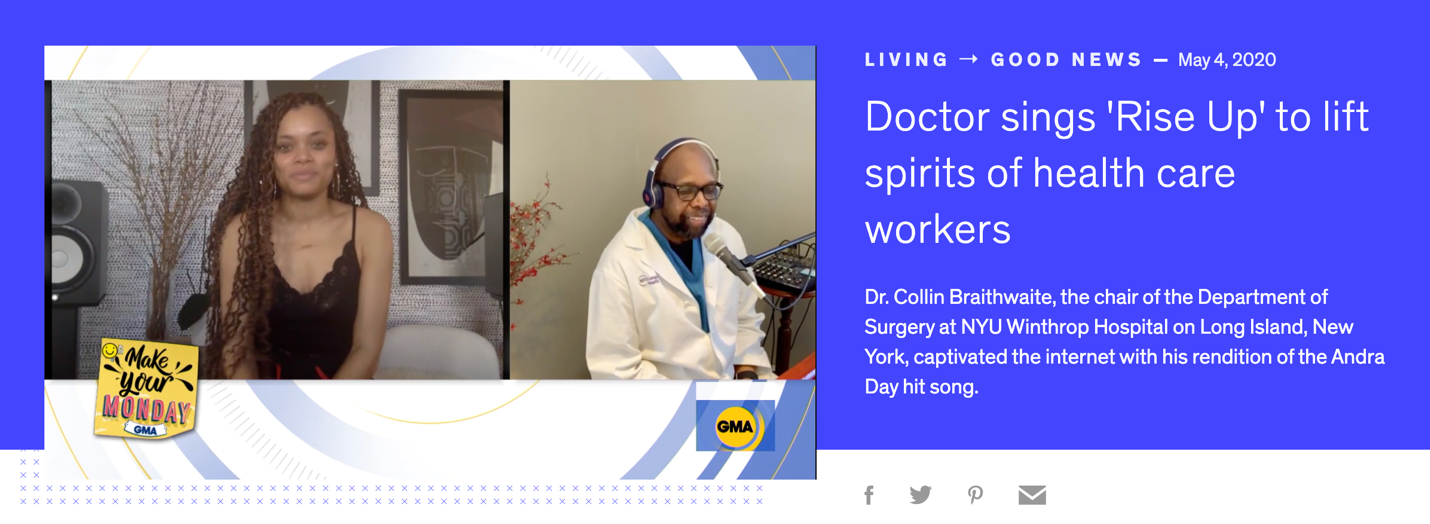 LIVING → GOOD NEWS — May 4, 2020
Doctor sings 'Rise Up' to lift
spirits of health care
workers
Dr. Collin Braithwaite, the chair of the Department of
Surgery at NYU Winthrop Hospital on Long Island, New
York, captivated the internet with his rendition of the Andra
Day hit song.
Make
your
MONDAY
GMA
GMA